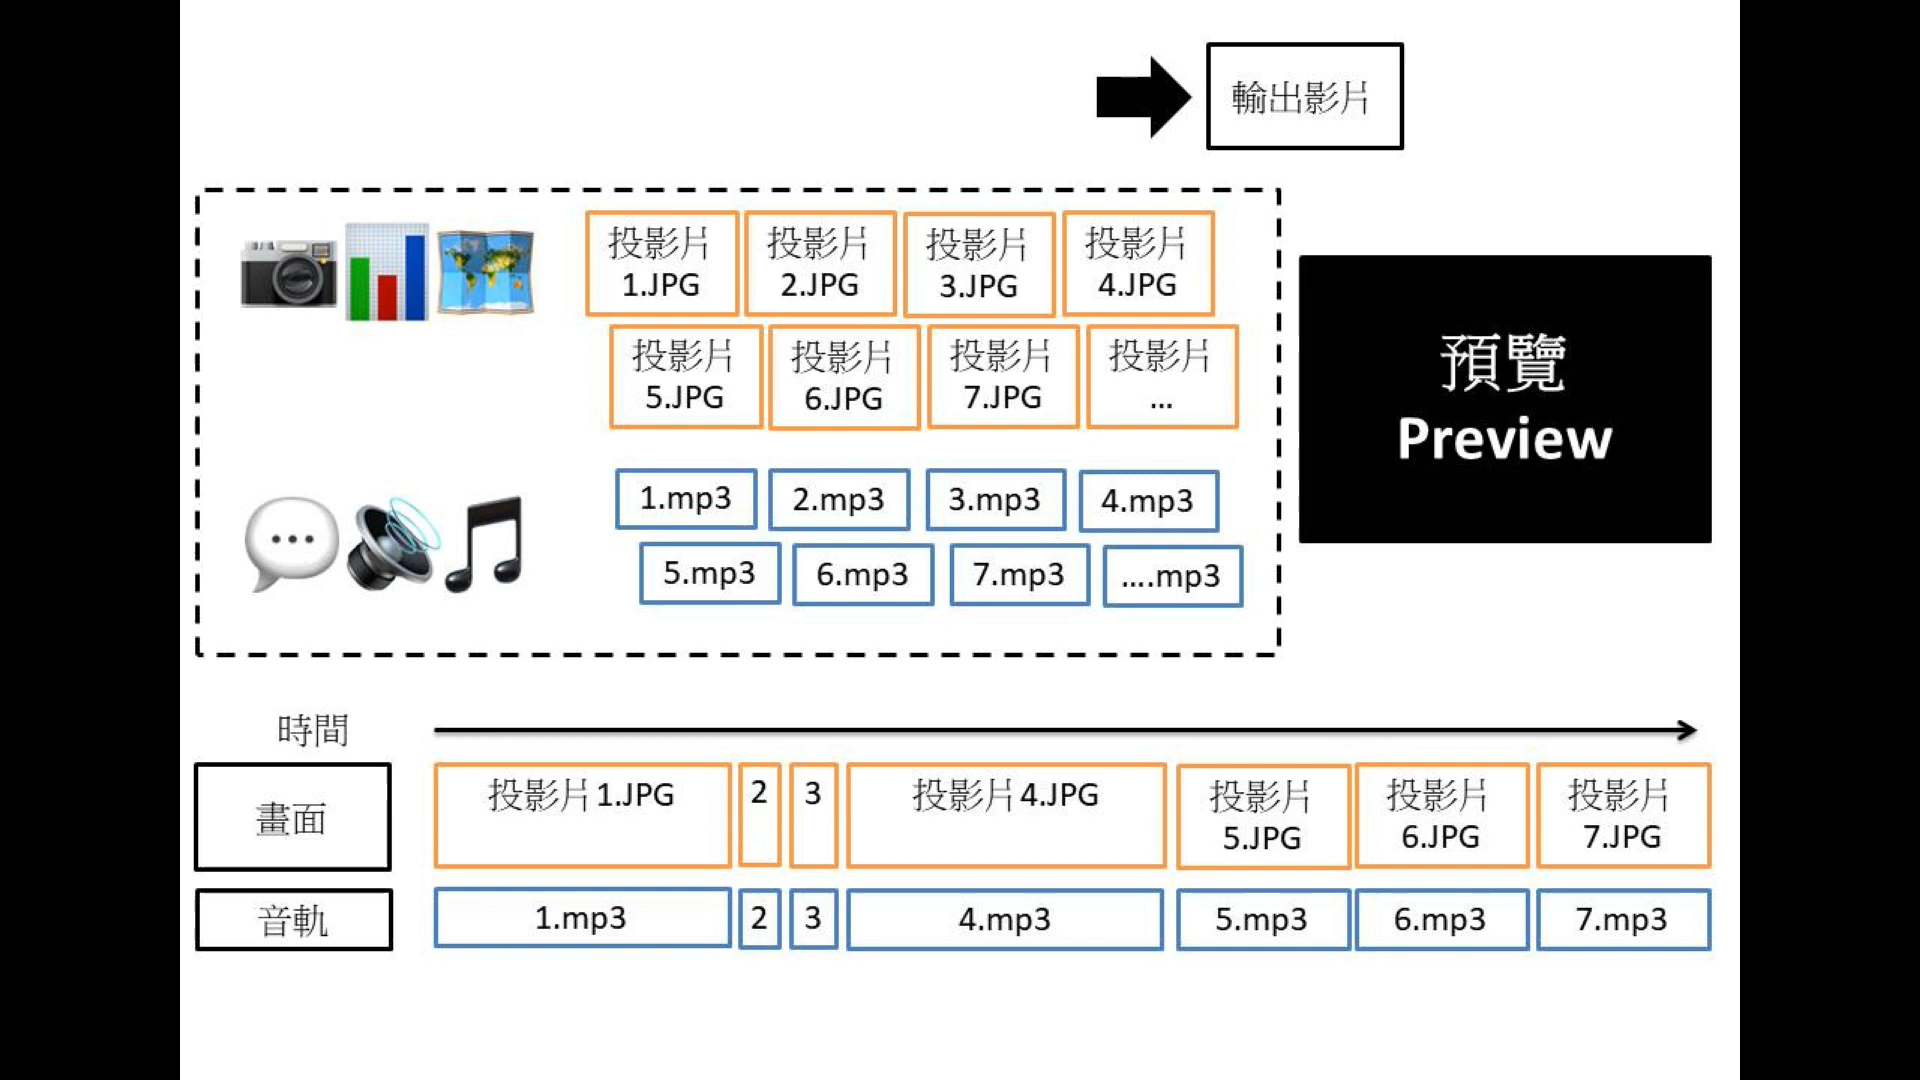 輸出影片
投影片
1.JPG
投影片
2.JPG
投影片
3.JPG
投影片
4.JPG
投影片
5.JPG
投影片
6.JPG
投影片
7.JPG
投影片
...
預覽
Preview
1.mp3
2.mp3
3.mp3
4.mp3
5.mp3
6.mp3
7.mp3
....mp3
時間
畫面
投影片1.JPG
2
3
投影片4.JPG
投影片
5.JPG
投影片
6.JPG
投影片
7.JPG
音軌
1.mp3
2
3
4.mp3
5.mp3
6.mp3
7.mp3